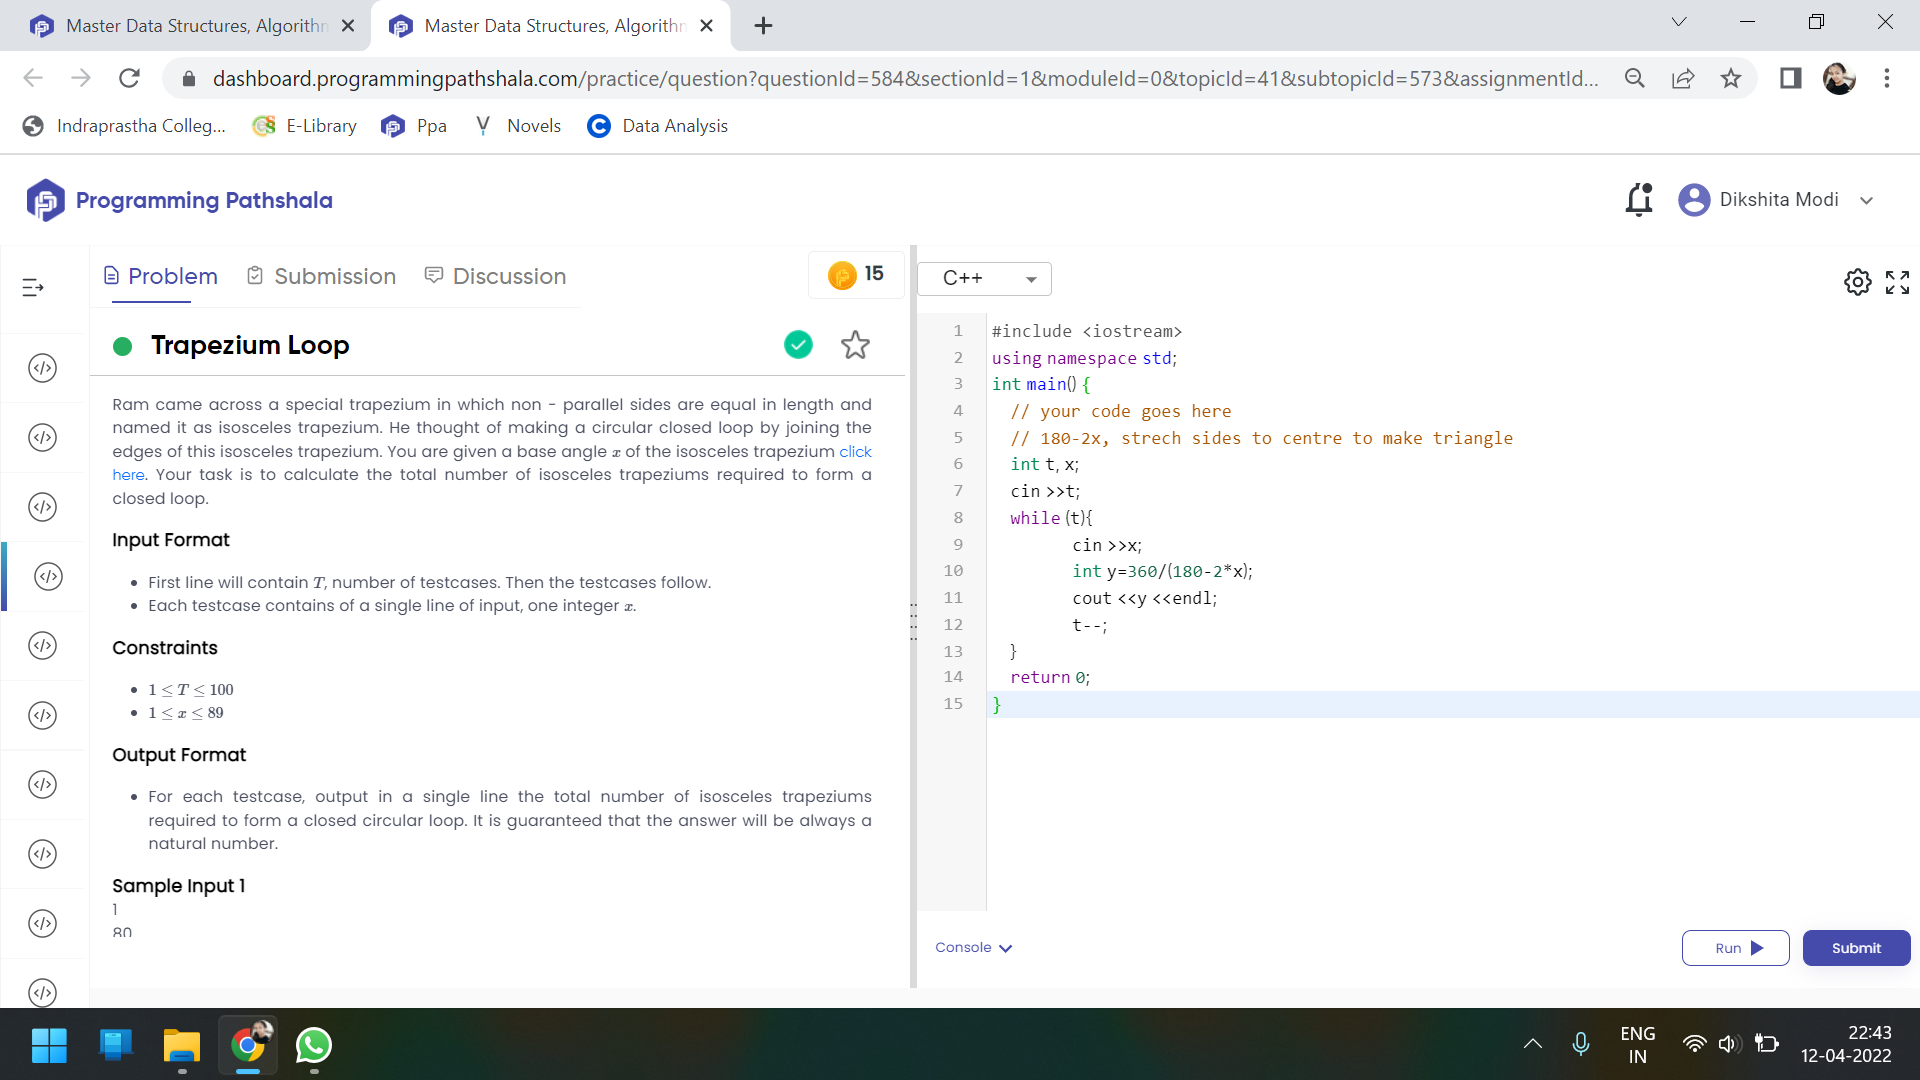 Master Data Structures, Algorithm
Master Data Structures, Algorithm
dashboard.programmingpathshala.com/practice/question?questionId=584&sectionId=1&moduleId=0&topicId=41&subtopicId=573&assignmentId...
Indraprastha Colleg...
E-Library
Ppa
Novels
Data Analysis
Programming Pathshala
Dikshita Modi
Problem
Submission
Discussion
15
C++
Trapezium Loop
Ram came across a special trapezium in which non - parallel sides are equal in length and
named it as isosceles trapezium. He thought of making a circular closed loop by joining the
edges of this isosceles trapezium. You are given a base angle x of the isosceles trapezium click
here. Your task is to calculate the total number of isosceles trapeziums required to form a
closed loop.
Input Format
• First line will contain T, number of testcases. Then the testcases follow.
• Each testcase contains of a single line of input, one integer x.
Constraints
• 1 ≤ T ≤ 100
• 1 ≤ x ≤ 89
Output Format
• For each testcase, output in a single line the total number of isosceles trapeziums
required to form a closed circular loop. It is guaranteed that the answer will be always a
natural number.
Sample Input 1
1
80
1 #include <iostream>
2 using namespace std;
3 int main() {
4 // your code goes here
5 // 180-2x, strech sides to centre to make triangle
6 int t, x;
7 cin >>t;
8 while (t){
9 cin >>x;
10 int y=360/(180-2*x);
11 cout <<y <<endl;
12 t--;
13 }
14 return 0;
15 }
Console
Run
Submit
ENG
IN
22:43
12-04-2022